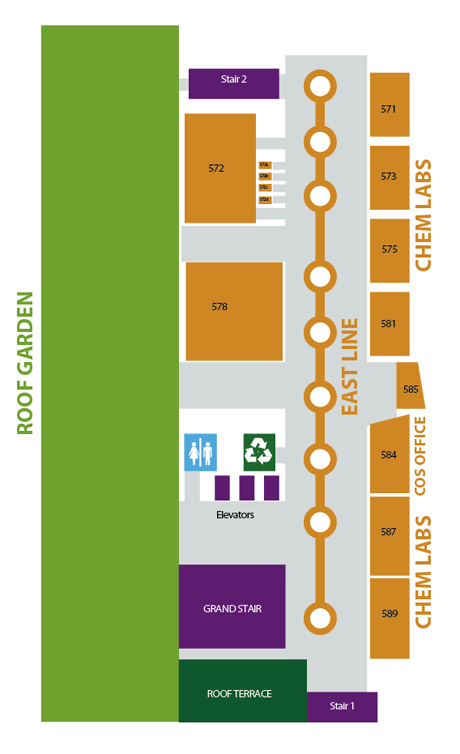 Stair 2
571
572
572a
572b
572c
572d
573
CHEM LABS
575
ROOF GARDEN
578
581
EAST LINE
585
584
COS OFFICE
Elevators
587
CHEM LABS
GRAND STAIR
589
ROOF TERRACE
Stair 1